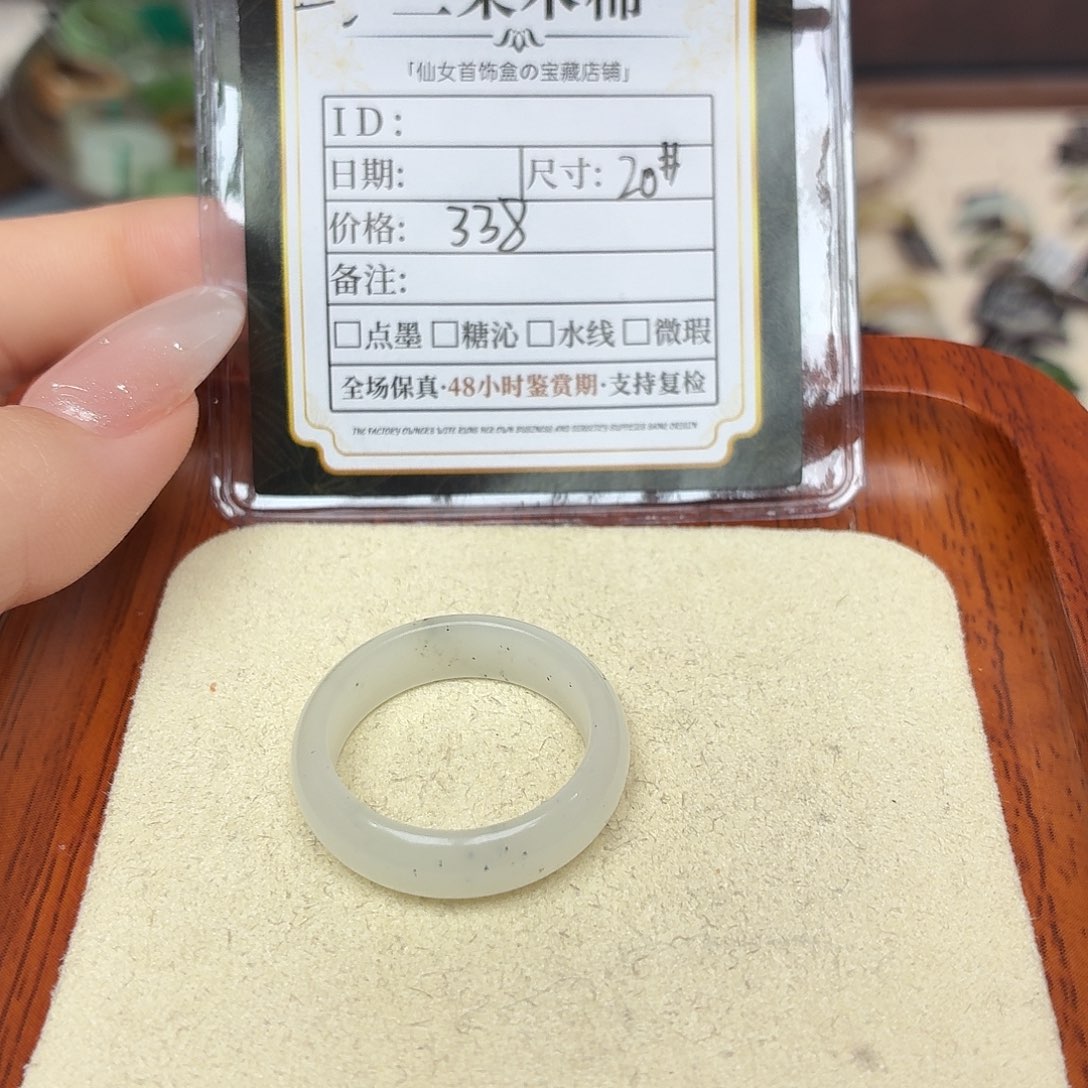 「仙女首饰盒の宝藏店铺」
ID:
日期: 尺寸: 20#
价格: 338
备注:
□点墨 □糖沁 □水线 □微瑕
全场保真·48小时鉴赏期·支持复检